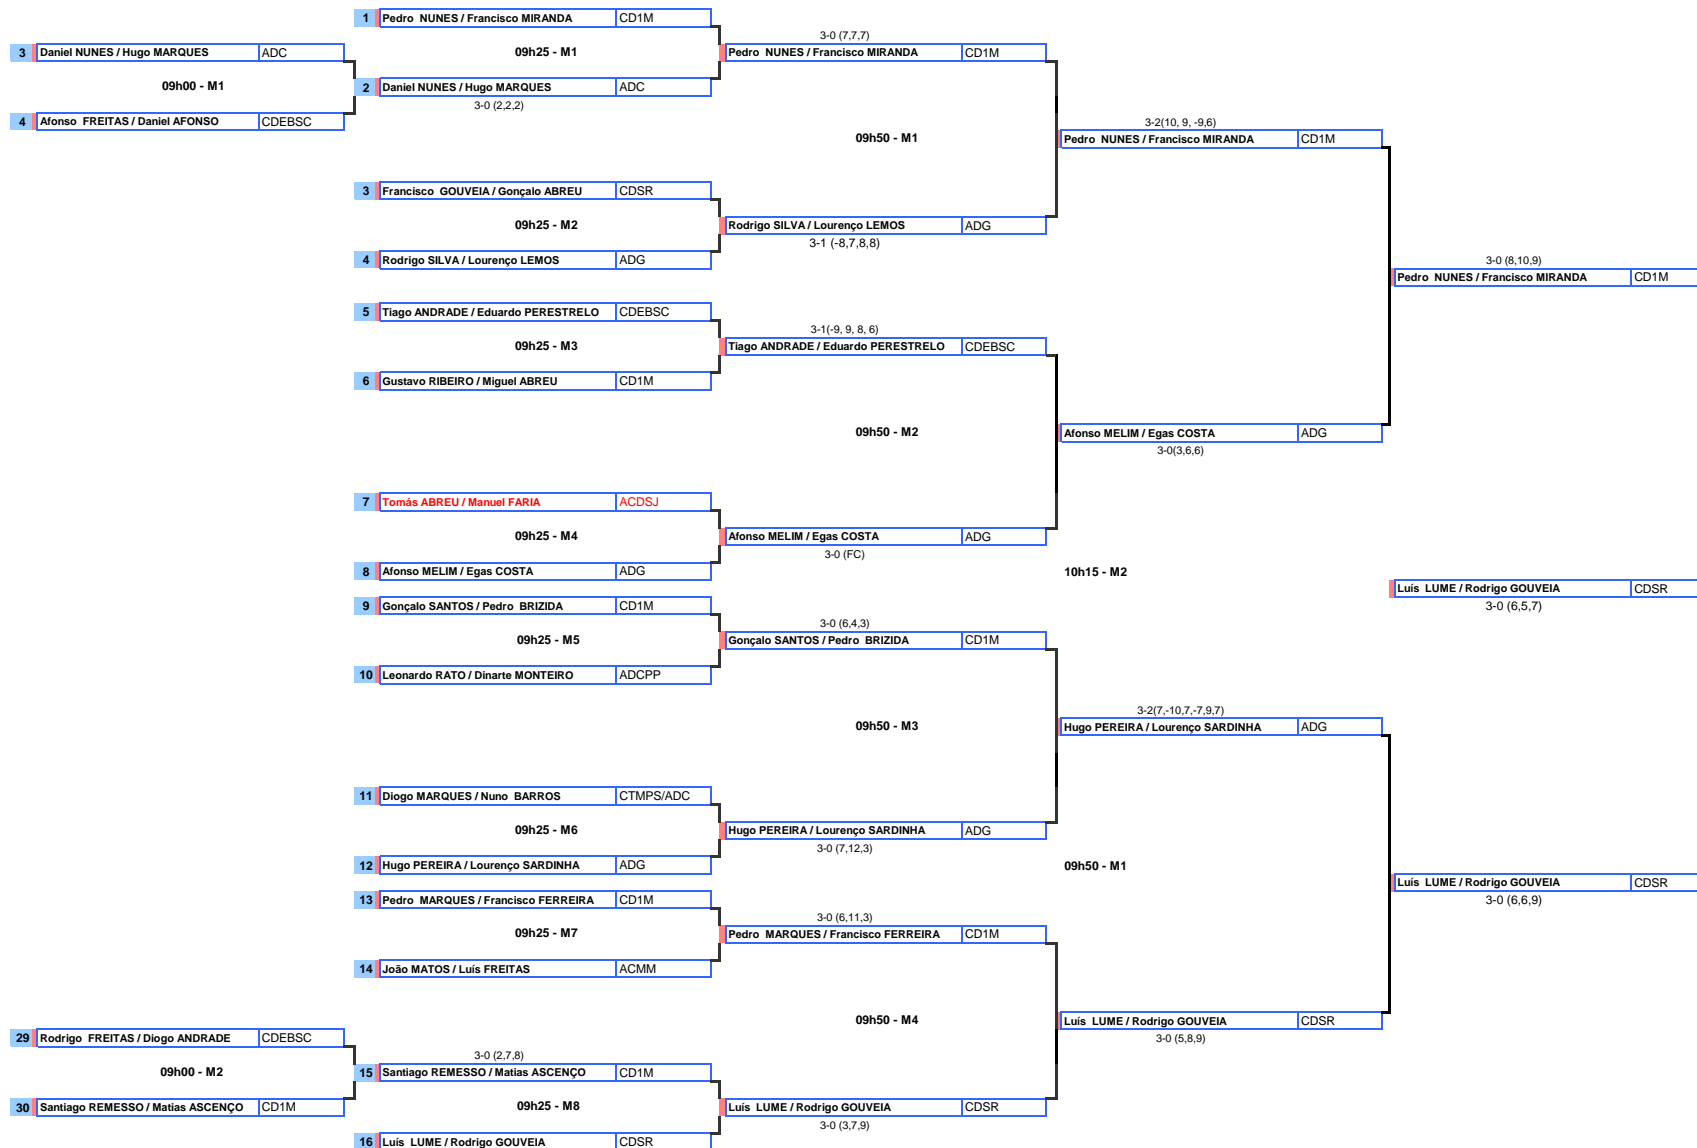 1 Pedro NUNES / Francisco MIRANDA CD1M
3-0 (7,7,7)
3 Daniel NUNES / Hugo MARQUES ADC
09h25 - M1
Pedro NUNES / Francisco MIRANDA CD1M
09h00 - M1
2 Daniel NUNES / Hugo MARQUES ADC
3-0 (2,2,2)
4 Afonso FREITAS / Daniel AFONSO CDEBSC
3-2(10, 9, -9,6)
09h50 - M1
Pedro NUNES / Francisco MIRANDA CD1M
3 Francisco GOUVEIA / Gonçalo ABREU CDSR
09h25 - M2
Rodrigo SILVA / Lourenço LEMOS ADG
3-1 (-8,7,8,8)
4 Rodrigo SILVA / Lourenço LEMOS ADG
3-0 (8,10,9)
Pedro NUNES / Francisco MIRANDA CD1M
5 Tiago ANDRADE / Eduardo PERESTRELO CDEBSC
3-1(-9, 9, 8, 6)
09h25 - M3
Tiago ANDRADE / Eduardo PERESTRELO CDEBSC
6 Gustavo RIBEIRO / Miguel ABREU CD1M
09h50 - M2
Afonso MELIM / Egas COSTA ADG
3-0(3,6,6)
7 Tomás ABREU / Manuel FARIA ACDSJ
09h25 - M4
Afonso MELIM / Egas COSTA ADG
3-0 (FC)
8 Afonso MELIM / Egas COSTA ADG
10h15 - M2
Luís LUME / Rodrigo GOUVEIA CDSR
3-0 (6,5,7)
9 Gonçalo SANTOS / Pedro BRIZIDA CD1M
3-0 (6,4,3)
09h25 - M5
Gonçalo SANTOS / Pedro BRIZIDA CD1M
10 Leonardo RATO / Dinarte MONTEIRO ADCPP
3-2(7,-10,7,-7,9,7)
09h50 - M3
Hugo PEREIRA / Lourenço SARDINHA ADG
11 Diogo MARQUES / Nuno BARROS CTMPS/ADC
09h25 - M6
Hugo PEREIRA / Lourenço SARDINHA ADG
3-0 (7,12,3)
12 Hugo PEREIRA / Lourenço SARDINHA ADG
09h50 - M1
Luís LUME / Rodrigo GOUVEIA CDSR
3-0 (6,6,9)
13 Pedro MARQUES / Francisco FERREIRA CD1M
3-0 (6,11,3)
09h25 - M7
Pedro MARQUES / Francisco FERREIRA CD1M
14 João MATOS / Luís FREITAS ACMM
09h50 - M4
Luís LUME / Rodrigo GOUVEIA CDSR
3-0 (5,8,9)
29 Rodrigo FREITAS / Diogo ANDRADE CDEBSC
3-0 (2,7,8)
09h00 - M2
15 Santiago REMESSO / Matias ASCENÇO CD1M
30 Santiago REMESSO / Matias ASCENÇO CD1M
09h25 - M8
Luís LUME / Rodrigo GOUVEIA CDSR
3-0 (3,7,9)
16 Luís LUME / Rodrigo GOUVEIA CDSR